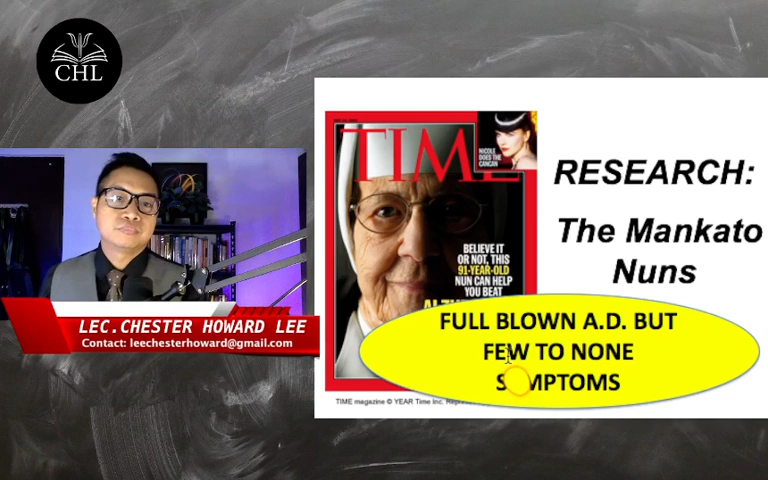 CHL
TIME
NICOLE
DOES THE
CANCAN
RESEARCH:
The Mankato
Nuns
BELIEVE IT
OR NOT, THIS
91-YEAR-OLD
NUN CAN HELP
YOU BEAT
FULL BLOWN A.D. BUT
FEW TO NONE
LEC.CHESTER HOWARD LEE
Contact: leechesterhoward@gmail.com
SYMPTOMS
TIME magazine © YEAR Time Inc.